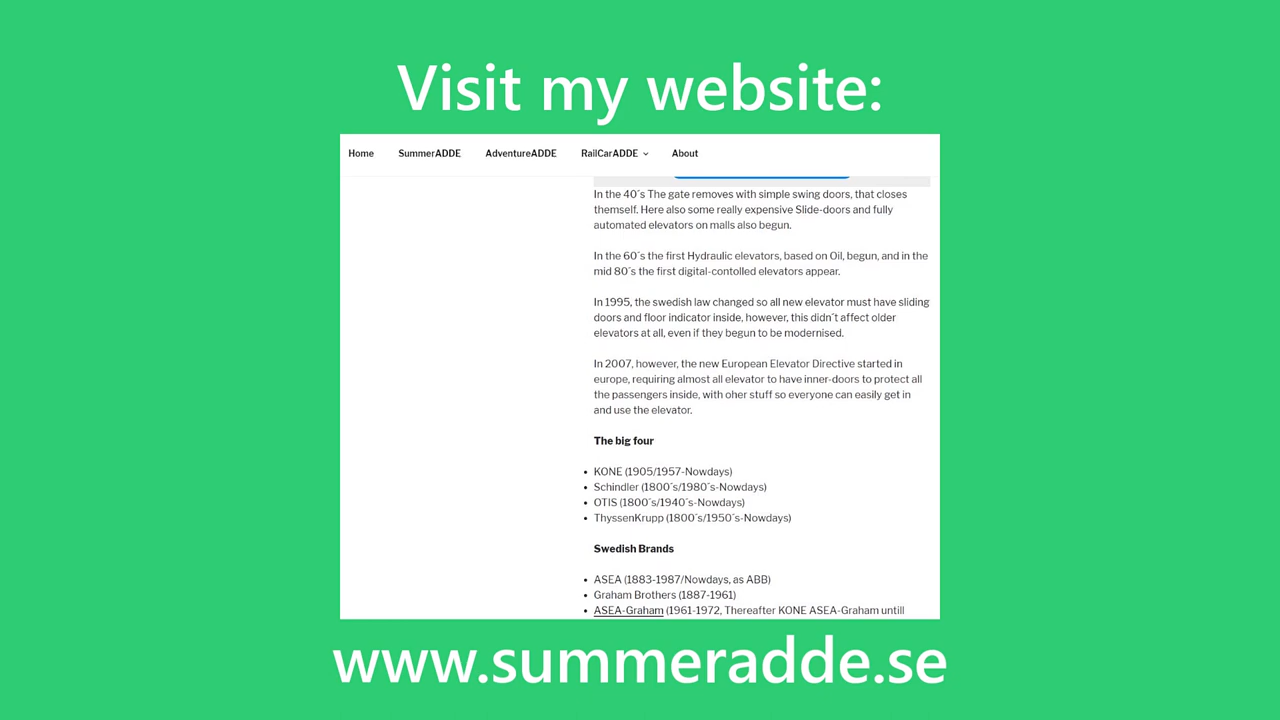 Visit my website:
Home SummerADDE AdventureADDE RailCarADDE About
In the 40´s The gate removes with simple swing doors, that closes
themself. Here also some really expensive Slide-doors and fully
automated elevators on malls also begun.
In the 60´s the first Hydraulic elevators, based on Oil, begun, and in the
mid 80´s the first digital-contolled elevators appear.
In 1995, the swedish law changed so all new elevator must have sliding
doors and floor indicator inside, however, this didn´t affect older
elevators at all, even if they begun to be modernised.
In 2007, however, the new European Elevator Directive started in
europe, requiring almost all elevator to have inner-doors to protect all
the passengers inside, with oher stuff so everyone can easily get in
and use the elevator.
The big four
• KONE (1905/1957-Nowdays)
• Schindler (1800´s/1980´s-Nowdays)
• OTIS (1800´s/1940´s-Nowdays)
• ThyssenKrupp (1800´s/1950´s-Nowdays)
Swedish Brands
• ASEA (1883-1987/Nowdays, as ABB)
• Graham Brothers (1887-1961)
• ASEA-Graham (1961-1972, Thereafter KONE ASEA-Graham untill
www.summeradde.se